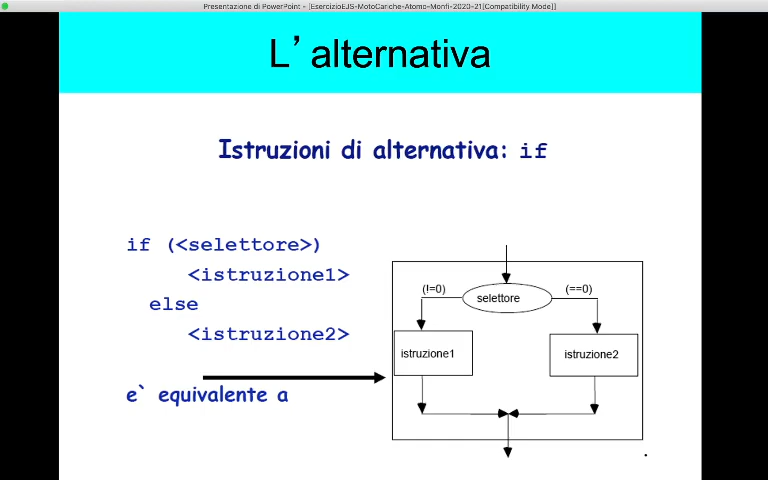 Presentazione di PowerPoint - [EsercizioEJS-MotoCariche-Atomo-Monfi-2020-21[Compatibility Mode]]
L’alternativa
Istruzioni di alternativa: if
if (<selettore>)
<istruzione1>
else
<istruzione2>
e` equivalente a
(!=0)
selettore
(==0)
istruzione1
istruzione2
.